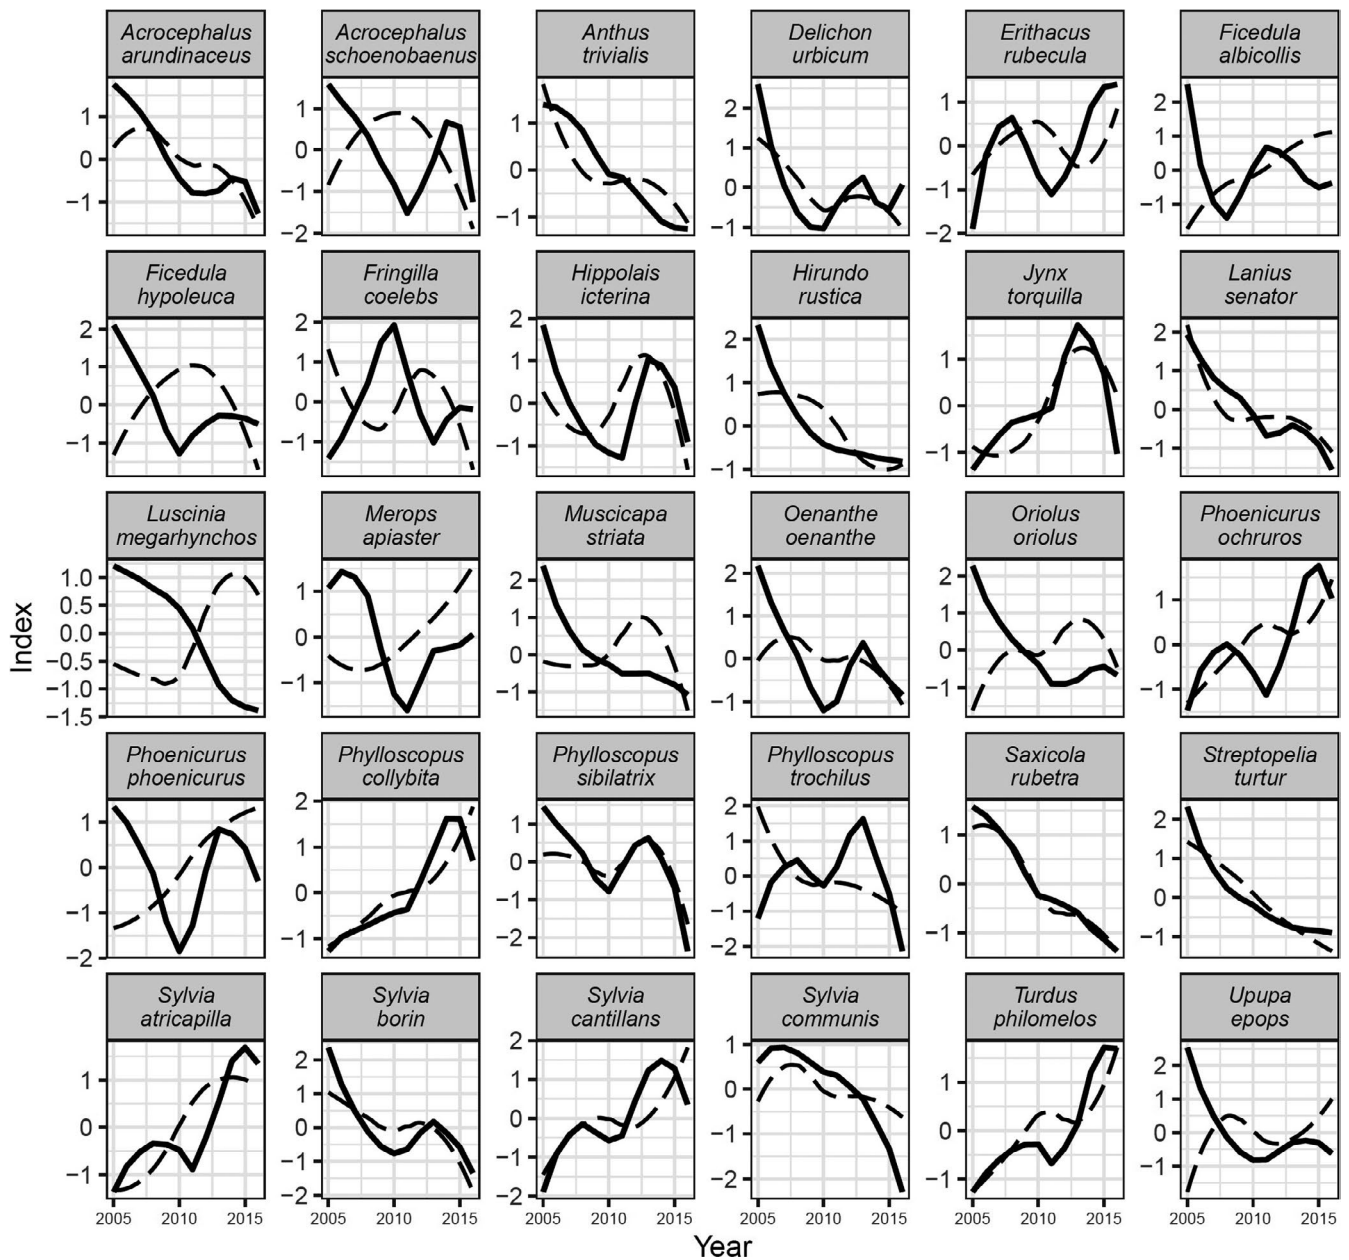 Acrocephalus Acrocephalus Anthus Delichon Erithacus Ficedula
arundinaceus schoenobaenus trivialis urbicum rubecula albicollis
1 1 1 2 1 2
0 0 0 1 0 1
−1 −1 −1 0 −1 0
−2 −1 −2 −1
Ficedula Fringilla Hippolais Hirundo Jynx Lanius
hypoleuca coelebs icterina rustica torquilla senator
2 2 2 2 1 2
1 1 1 1 0 1
0 0 0 0 −1 0
−1 −1 −1 −1 −1
Luscinia Merops Muscicapa Oenanthe Oriolus Phoenicurus
megarhynchos apiaster striata oenanthe oriolus ochruros
1.0 1 2 2 2 1
0.5 0 1 1 1 0
0.0 −1 0 0 0 −1
−0.5 −1 −1 −1
−1.0
−1.5
Index
Phoenicurus Phylloscopus Phylloscopus Phylloscopus Saxicola Streptopelia
phoenicurus collybita sibilatrix trochilus rubetra turtur
1 2 1 2 1 2
0 1 0 1 0 1
−1 0 −1 0 −1 0
−2 −1 −2 −1 −1
−2
Sylvia Sylvia Sylvia Sylvia Turdus Upupa
atricapilla borin cantillans communis philomelos epops
1 2 2 1 1 2
0 1 1 0 0 1
−1 0 0 −1 −1 0
−1 −1 −2 −1
−2 −2
2005 2010 2015 2005 2010 2015 2005 2010 2015 2005 2010 2015 2005 2010 2015 2005 2010 2015
Year